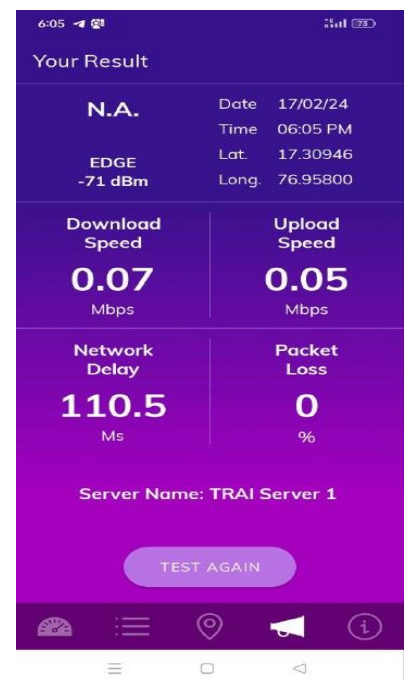 6:05
73
Your Result
N.A.
EDGE
-71 dBm
Date 17/02/24
Time 06:05 PM
Lat. 17.30946
Long. 76.95800
Download
Speed
0.07
Mbps
Upload
Speed
0.05
Mbps
Network
Delay
110.5
Ms
Packet
Loss
0
%
Server Name: TRAI Server 1
TEST AGAIN